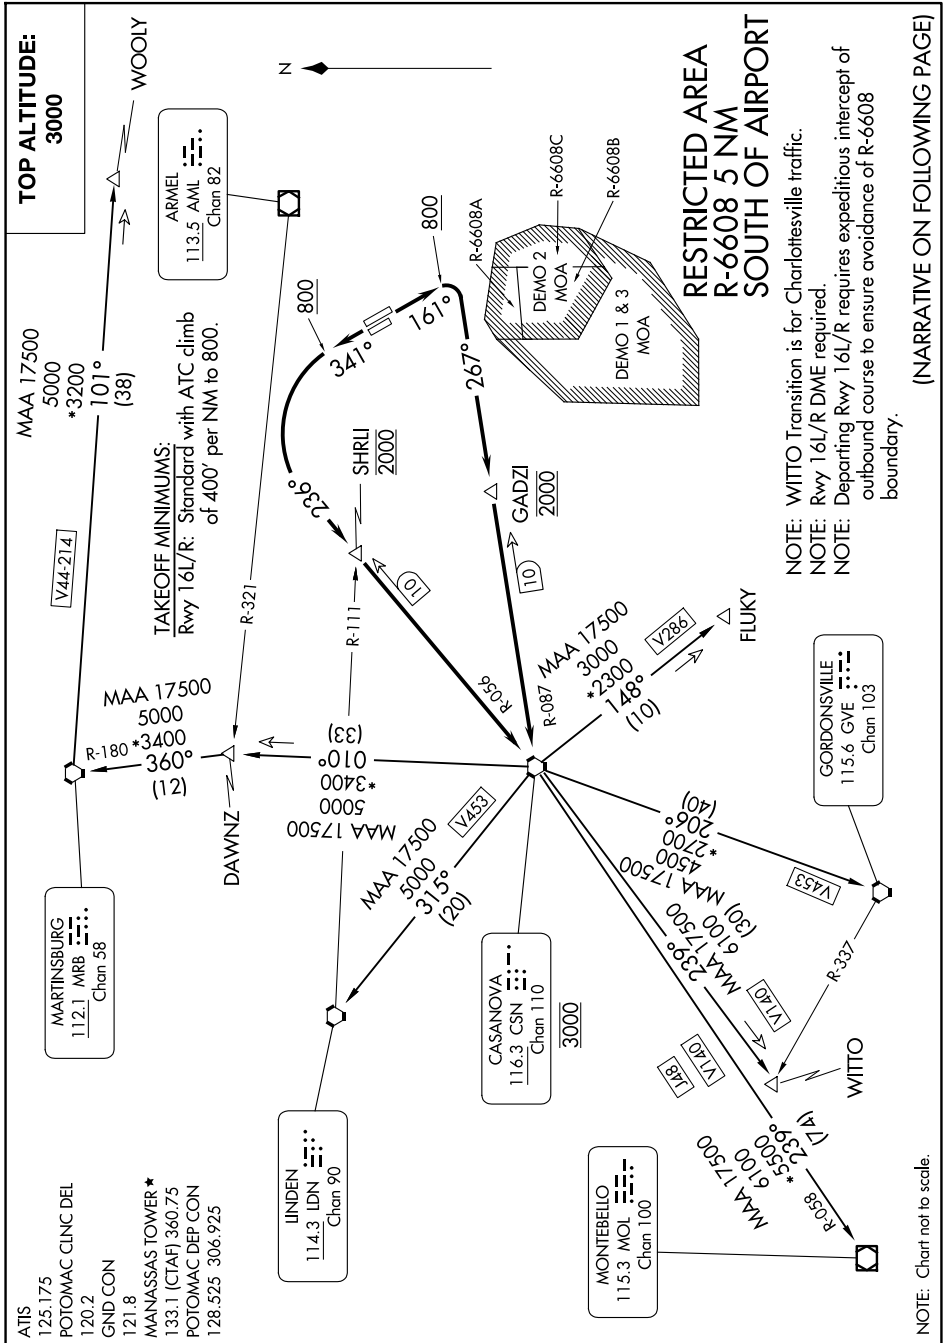 ATIS
125.175
POTOMAC CLNC DEL
120.2
GND CON
121.8
MANASSAS TOWER★
133.1 (CTAF) 360.75
POTOMAC DEP CON
128.525 306.925
TOP ALTITUDE:
3000
MARTINSBURG
112.1 MRB
Chan 58
R-180
MAA 17500
5000
*3400
360°
(12)
V44-214
MAA 17500
5000
*3200
101°
(38)
WOOLY
ARMEL
113.5 AML
Chan 82
TAKEOFF MINIMUMS:
Rwy 16L/R: Standard with ATC climb
of 400' per NM to 800.
N
R-321
DAWNZ
LINDEN
114.3 LDN
Chan 90
R-111
MAA 17500
5000
*3400
010°
(33)
MAA 17500
5000
315°
(20)
V453
SHRLI
2000
236°
341°
800
161°
800
267°
GADZI
2000
10
10
R-056
R-087
CASANOVA
116.3 CSN
Chan 110
3000
MAA 17500
3000
*2300
148°
(10)
V286
FLUKY
R-6608A
R-6608C
R-6608B
DEMO 2
MOA
DEMO 1 & 3
MOA
RESTRICTED AREA
R-6608 5 NM
SOUTH OF AIRPORT
MAA 17500
4500
*2700
206°
(40)
V453
GORDONSVILLE
115.6 GVE
Chan 103
R-337
239°
MAA 17500
6100
(30)
V140
WITTO
J48
V140
MAA 17500
6100
*5500
239°
(74)
R-058
MONTEBELLO
115.3 MOL
Chan 100
NOTE: WITTO Transition is for Charlottesville traffic.
NOTE: Rwy 16L/R DME required.
NOTE: Departing Rwy 16L/R requires expeditious intercept of
outbound course to ensure avoidance of R-6608
boundary.
NOTE: Chart not to scale.
(NARRATIVE ON FOLLOWING PAGE)